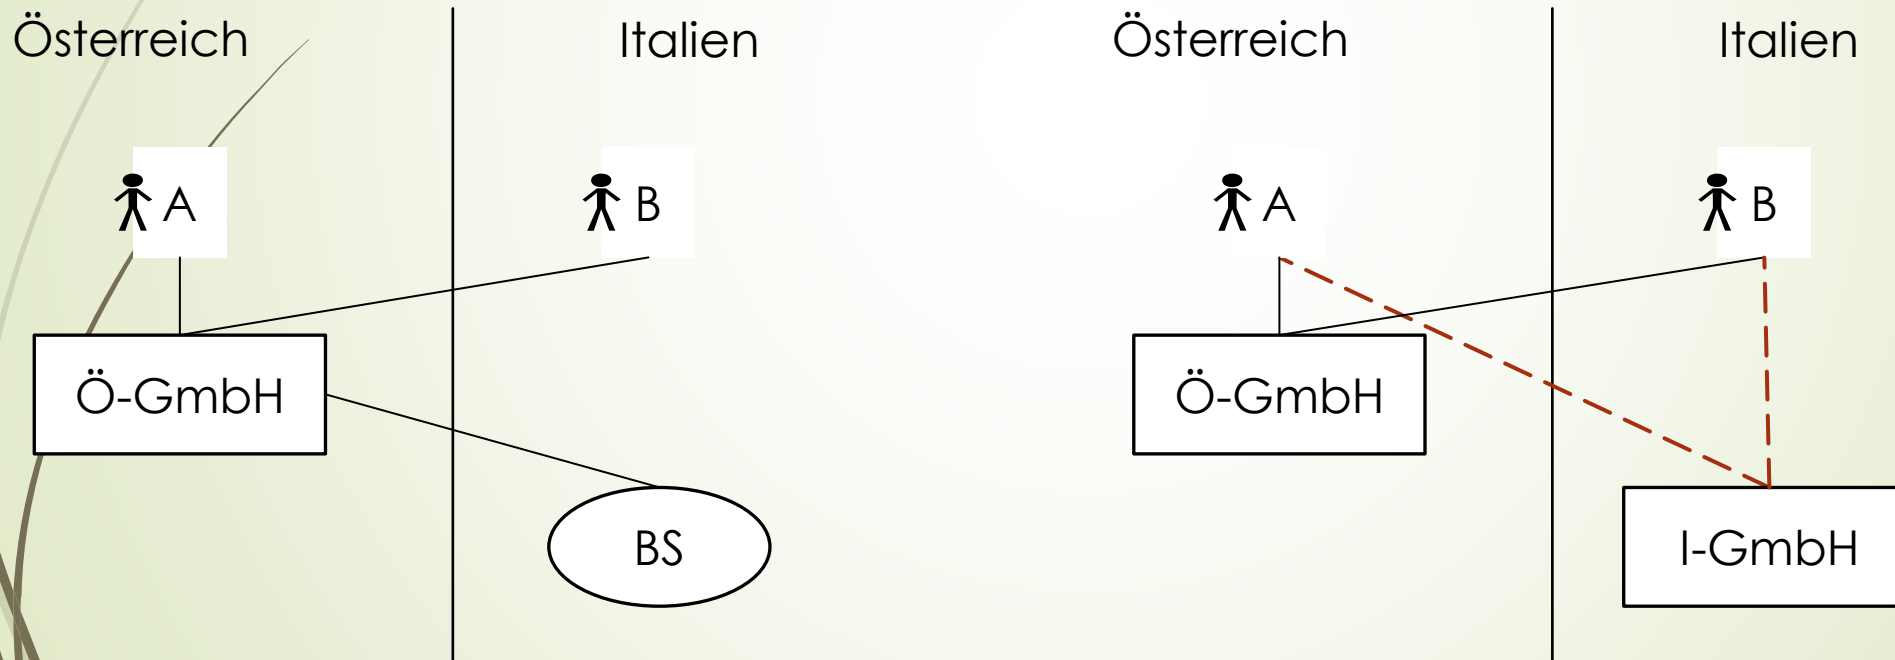 Österreich
Italien
A
B
Ö-GmbH
BS
Österreich
Italien
A
B
Ö-GmbH
I-GmbH